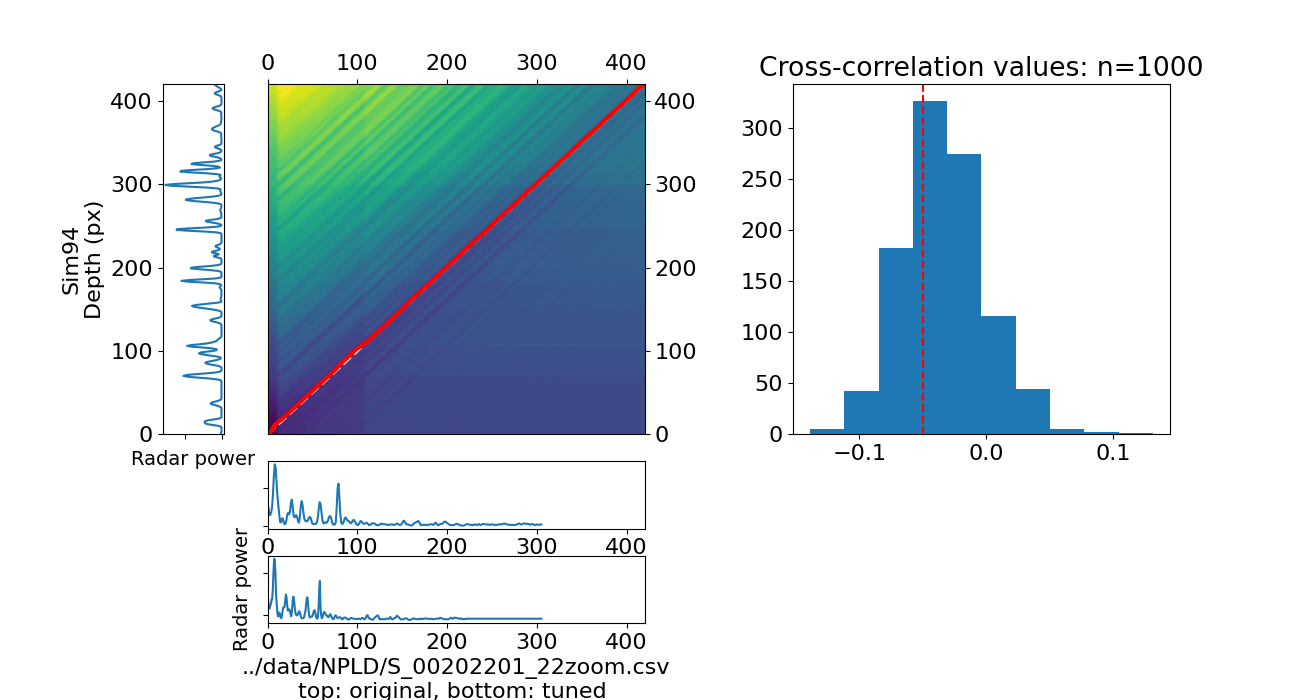 Cross-correlation values: n=1000
0 100 200 300 400
400
300
200
100
0
Sim94
Depth (px)
Radar power
400
300
200
100
0
300
250
200
150
100
50
0
−0.1 0.0 0.1
0 100 200 300 400
Radar power
0 100 200 300 400
../data/NPLD/S_00202201_22zoom.csv
top: original, bottom: tuned